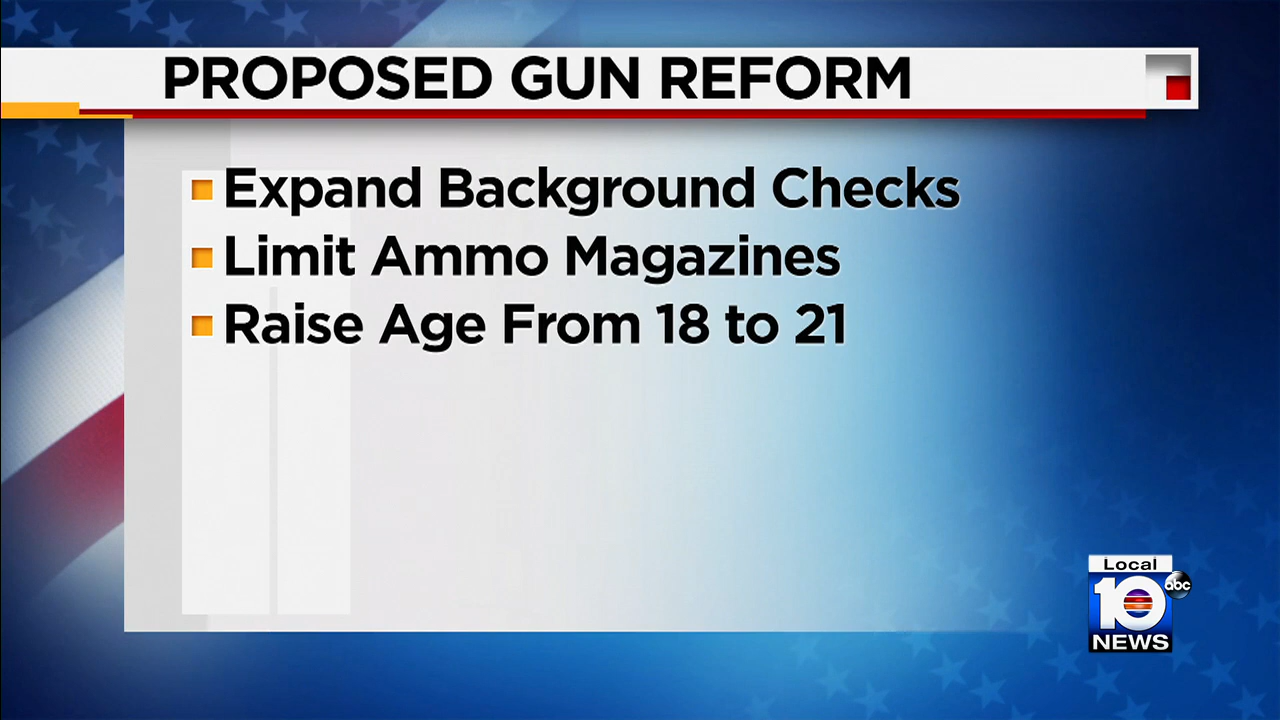 PROPOSED GUN REFORM
Expand Background Checks
Limit Ammo Magazines
Raise Age From 18 to 21
Local
10
abc
NEWS